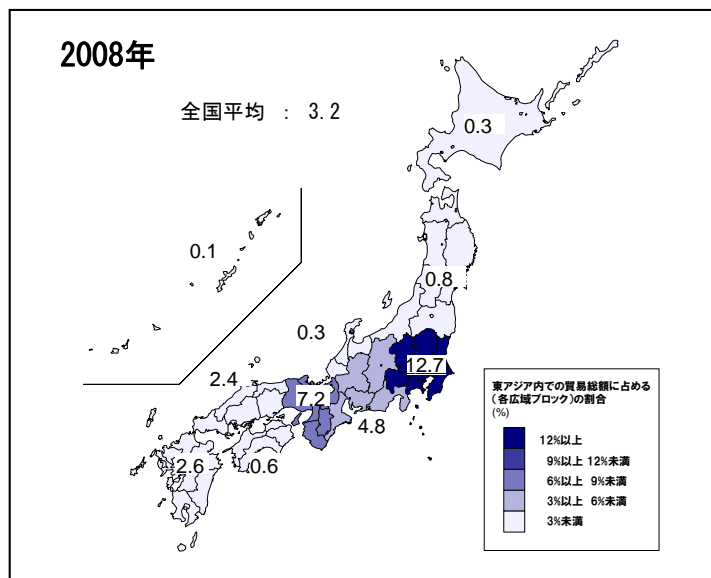 2008年
全国平均 : 3.2
0.3
0.1
0.8
0.3
12.7
2.4
7.2
4.8
2.6
0.6
東アジア内での貿易総額に占める
(各広域ブロック)の割合
(%)
12%以上
9%以上 12%未満
6%以上 9%未満
3%以上 6%未満
3%未満